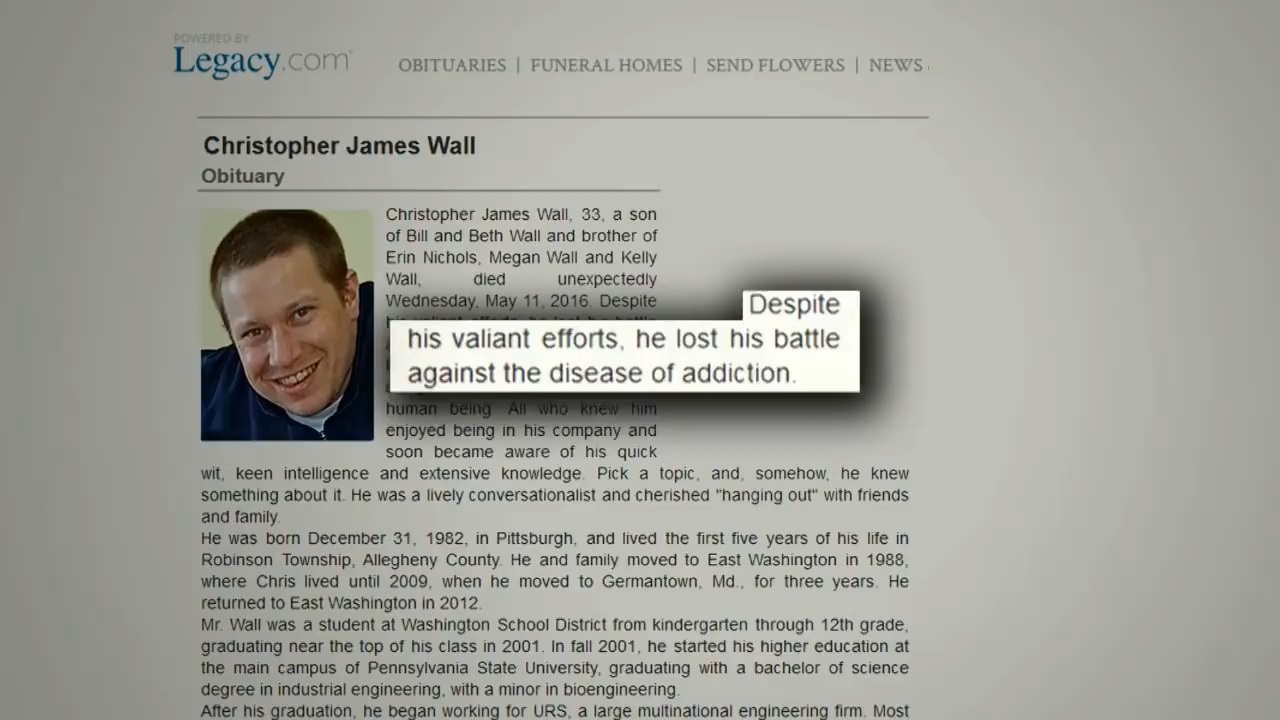 POWERED BY
Legacy.com
OBITUARIES | FUNERAL HOMES | SEND FLOWERS | NEWS
Christopher James Wall
Obituary
Christopher James Wall, 33, a son
of Bill and Beth Wall and brother of
Erin Nichols, Megan Wall and Kelly
Wall, died unexpectedly
Wednesday, May 11, 2016. Despite
Despite
his valiant efforts, he lost his battle
against the disease of addiction.
human being. All who knew him
enjoyed being in his company and
soon became aware of his quick
wit, keen intelligence and extensive knowledge. Pick a topic, and, somehow, he knew
something about it. He was a lively conversationalist and cherished "hanging out" with friends
and family.
He was born December 31, 1982, in Pittsburgh, and lived the first five years of his life in
Robinson Township, Allegheny County. He and family moved to East Washington in 1988,
where Chris lived until 2009, when he moved to Germantown, Md., for three years. He
returned to East Washington in 2012.
Mr. Wall was a student at Washington School District from kindergarten through 12th grade,
graduating near the top of his class in 2001. In fall 2001, he started his higher education at
the main campus of Pennsylvania State University, graduating with a bachelor of science
degree in industrial engineering, with a minor in bioengineering.
After his graduation, he began working for URS, a large multinational engineering firm. Most